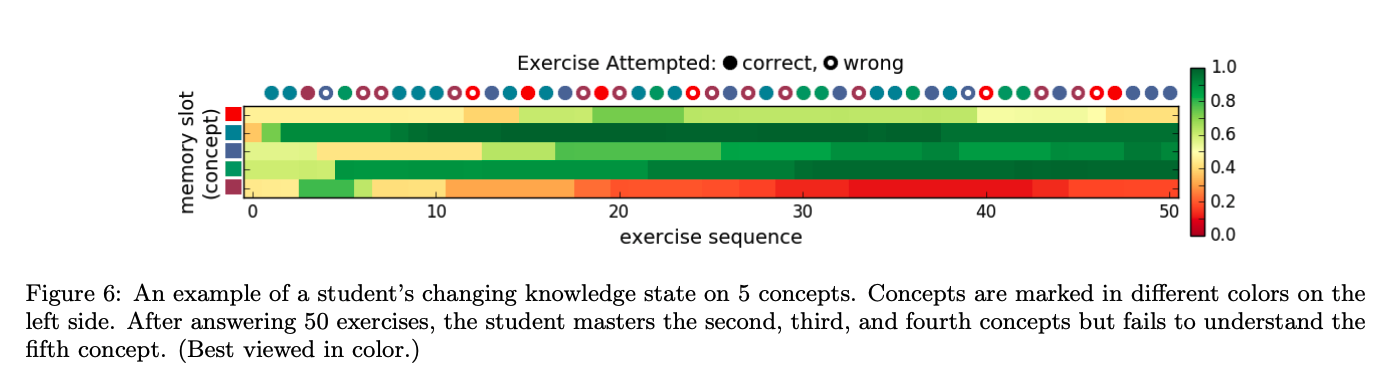 Exercise Attempted: correct, wrong
memory slot
(concept)
1.0
0.8
0.6
0.4
0.2
0.0
0 10 20 30 40 50
exercise sequence
Figure 6: An example of a student's changing knowledge state on 5 concepts. Concepts are marked in different colors on the
left side. After answering 50 exercises, the student masters the second, third, and fourth concepts but fails to understand the
fifth concept. (Best viewed in color.)